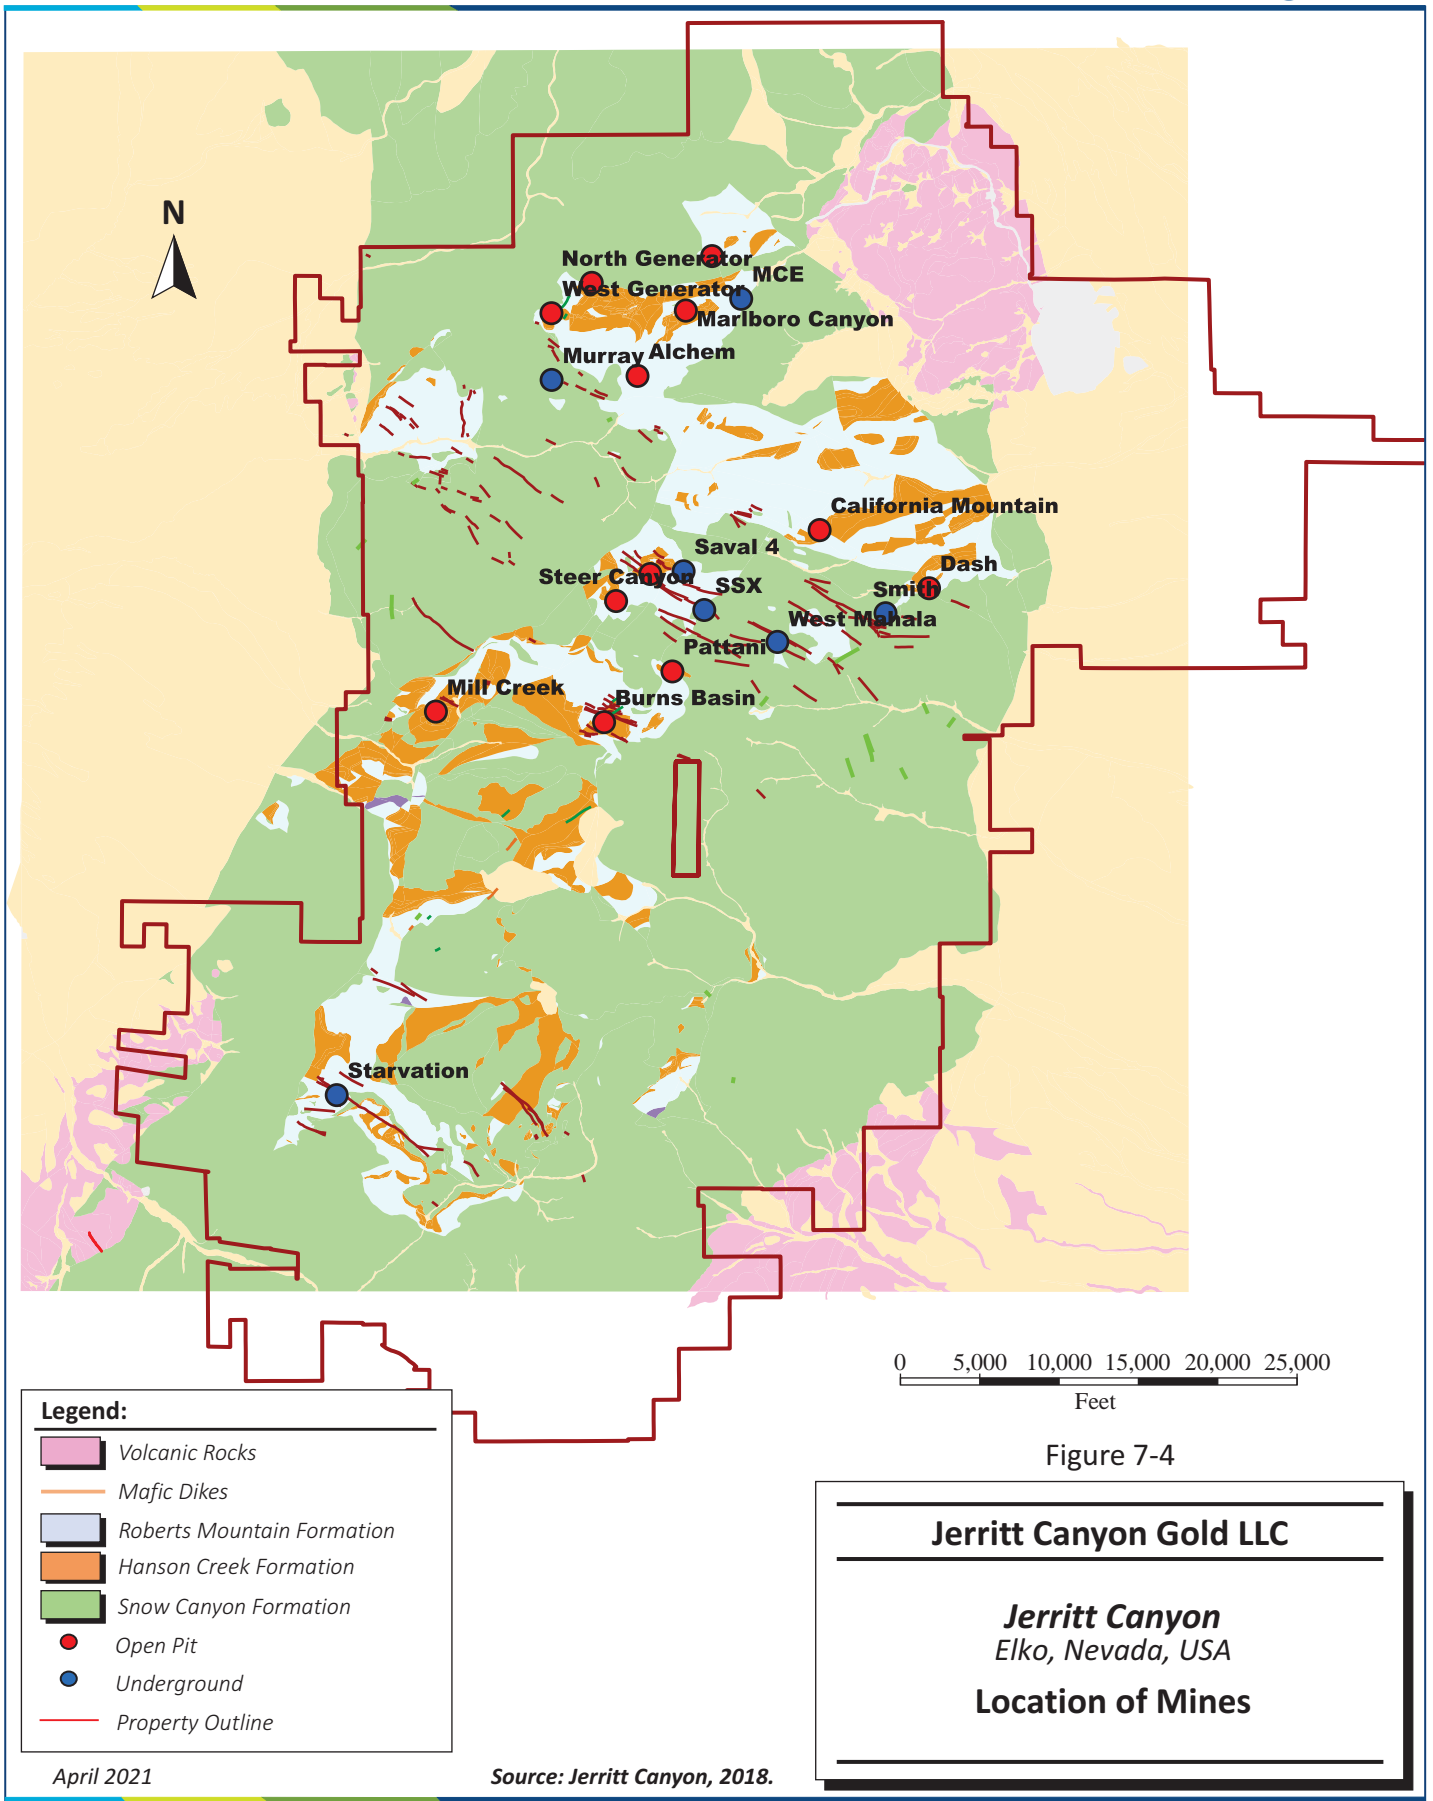 N
North Generator
MCE
West Generator
Marlboro Canyon
Murray
Alchem
California Mountain
Saval 4
Dash
Steer Canyon
SSX
Smith
West Mahala
Pattani
Mill Creek
Burns Basin
Starvation
0 5,000 10,000 15,000 20,000 25,000
Feet
Figure 7-4
Legend:
Volcanic Rocks
Mafic Dikes
Roberts Mountain Formation
Hanson Creek Formation
Snow Canyon Formation
Open Pit
Underground
Property Outline
Jerritt Canyon Gold LLC
Jerritt Canyon
Elko, Nevada, USA
Location of Mines
April 2021
Source: Jerritt Canyon, 2018.